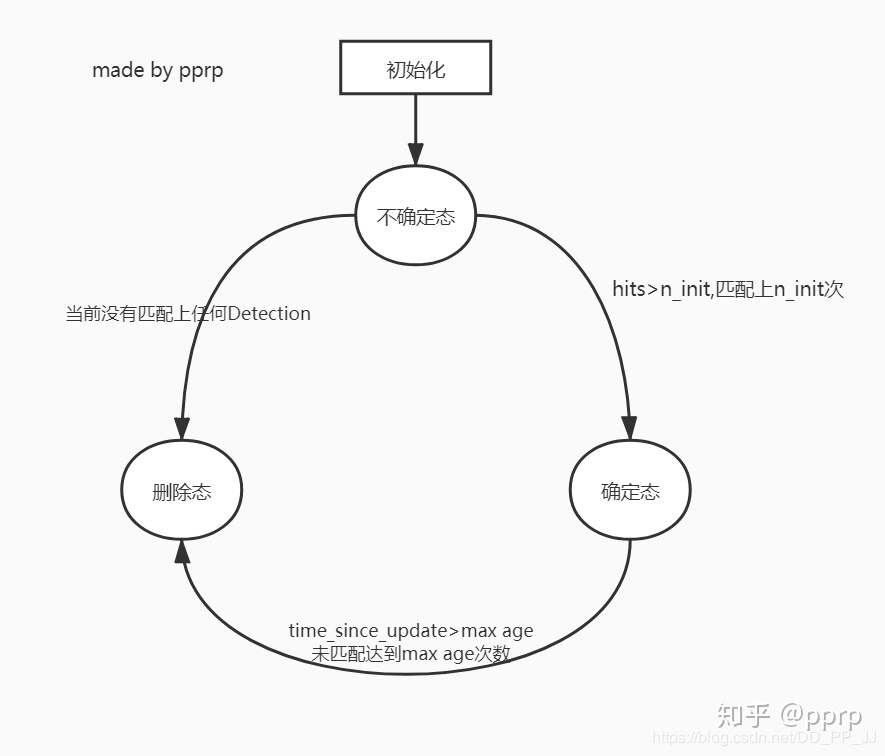 made by pprp
初始化
不确定态
hits>n_init,匹配上n_init次
当前没有匹配上任何Detection
删除态
确定态
time_since_update>max age
未匹配达到max age次数
知乎 @pprp
https://blog.csdn.net/DD_PP_JJ